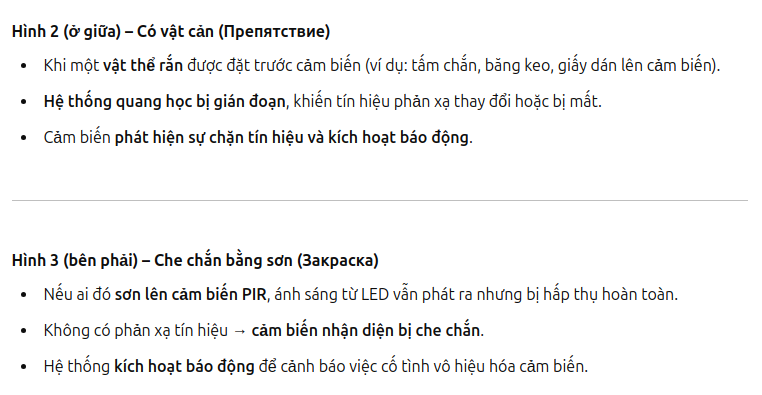 Hình 2 (ở giữa) – Có vật cản (Препятствие)
Khi một vật thể rắn được đặt trước cảm biến (ví dụ: tấm chắn, băng keo, giấy dán lên cảm biến).
Hệ thống quang học bị gián đoạn, khiến tín hiệu phản xạ thay đổi hoặc bị mất.
Cảm biến phát hiện sự chặn tín hiệu và kích hoạt báo động.
Hình 3 (bên phải) – Che chắn bằng sơn (Закраска)
Nếu ai đó sơn lên cảm biến PIR, ánh sáng từ LED vẫn phát ra nhưng bị hấp thụ hoàn toàn.
Không có phản xạ tín hiệu → cảm biến nhận diện bị che chắn.
Hệ thống kích hoạt báo động để cảnh báo việc cố tình vô hiệu hóa cảm biến.